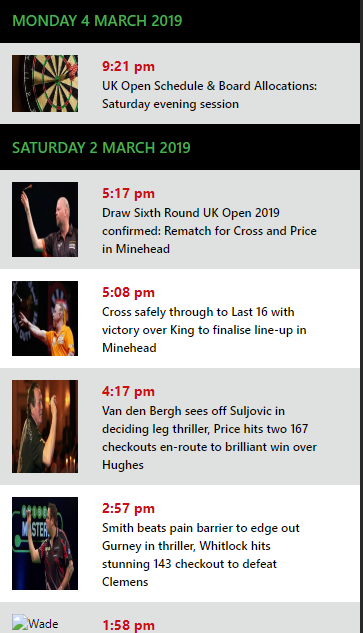 MONDAY 4 MARCH 2019
9:21 pm
UK Open Schedule & Board Allocations:
Saturday evening session
SATURDAY 2 MARCH 2019
5:17 pm
Draw Sixth Round UK Open 2019
confirmed: Rematch for Cross and Price
in Minehead
5:08 pm
Cross safely through to Last 16 with
victory over King to finalise line-up in
Minehead
4:17 pm
Van den Bergh sees off Suljovic in
deciding leg thriller, Price hits two 167
checkouts en-route to brilliant win over
Hughes
MASTER
2:57 pm
Smith beats pain barrier to edge out
Gurney in thriller, Whitlock hits
stunning 143 checkout to defeat
Clemens
Wade
1:58 pm